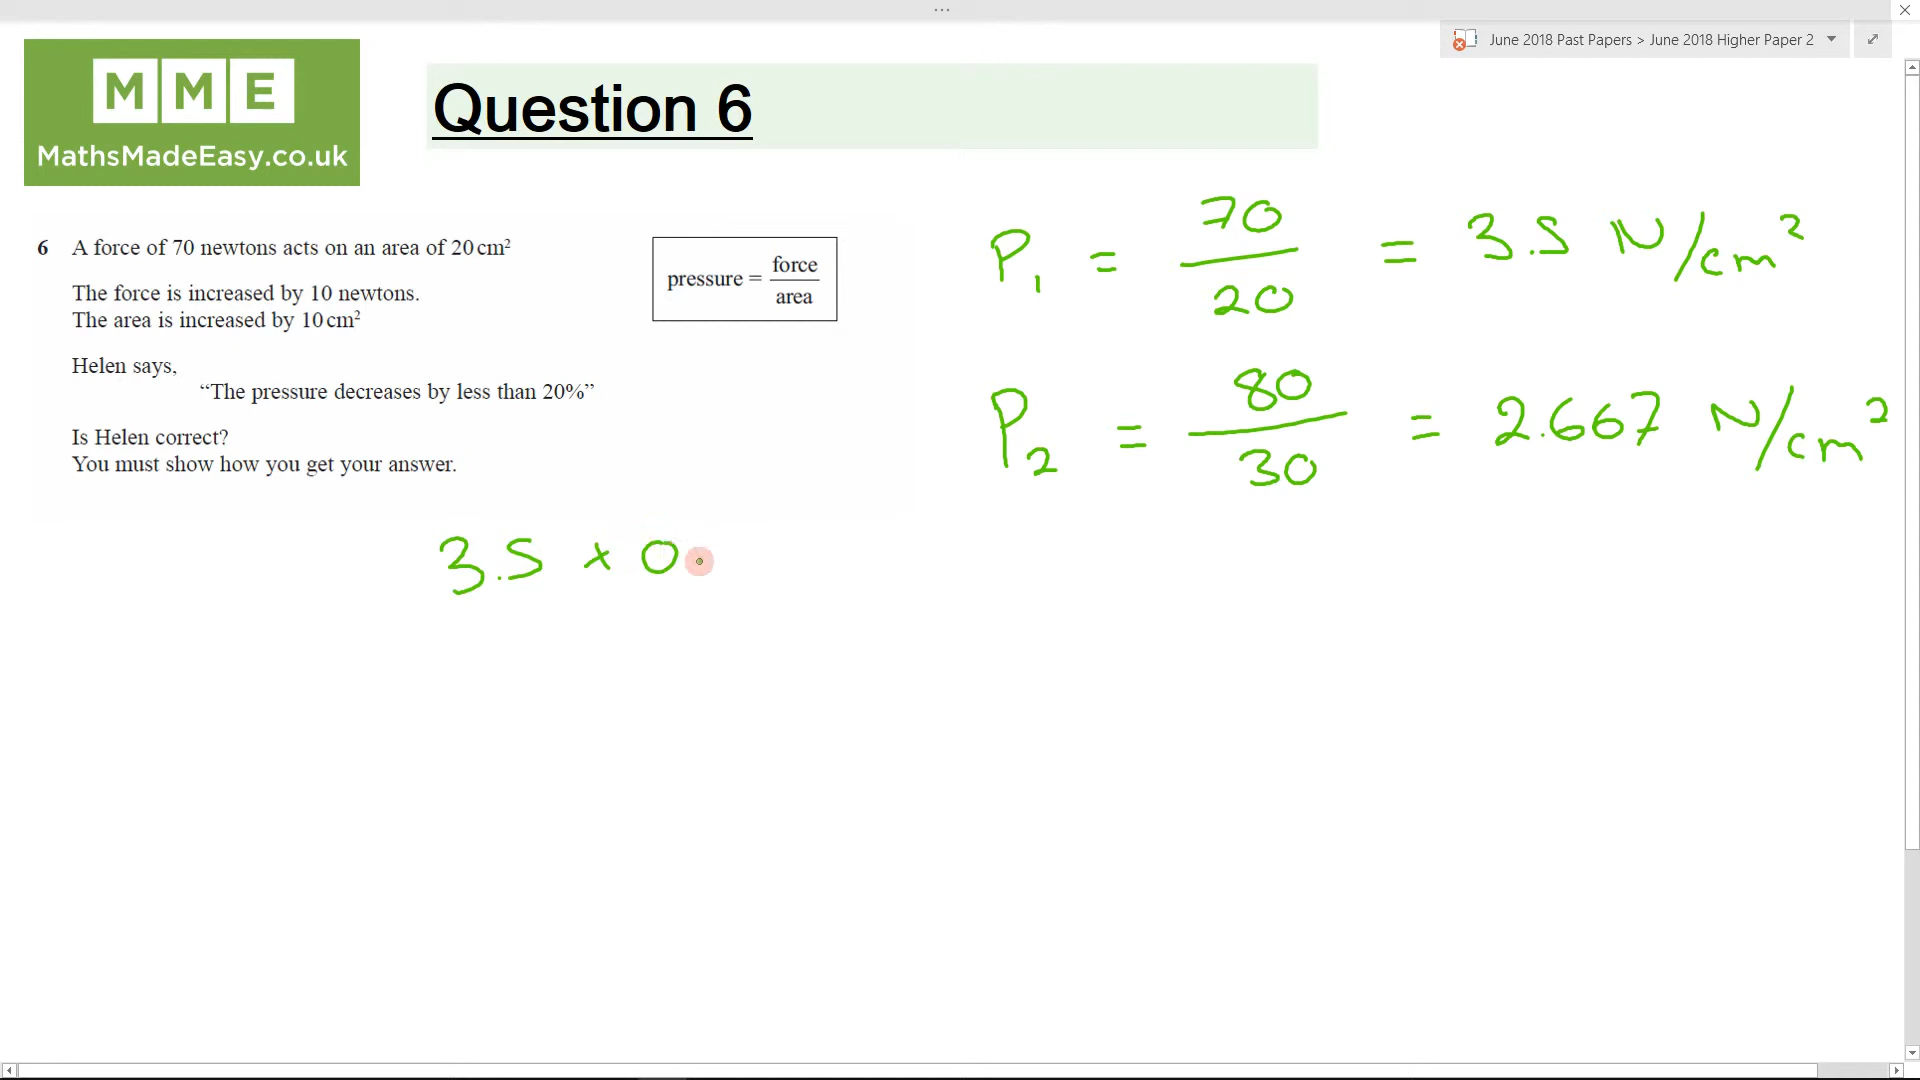 June 2018 Past Papers > June 2018 Higher Paper 2
MME
MathsMadeEasy.co.uk
Question 6
6 A force of 70 newtons acts on an area of 20 cm²
The force is increased by 10 newtons.
The area is increased by 10 cm²
Helen says,
“The pressure decreases by less than 20%”
Is Helen correct?
You must show how you get your answer.
pressure = force/area
P₁ = 70/20 = 3.5 N/cm²
P₂ = 80/30 = 2.667 N/cm²
3.5 × 0